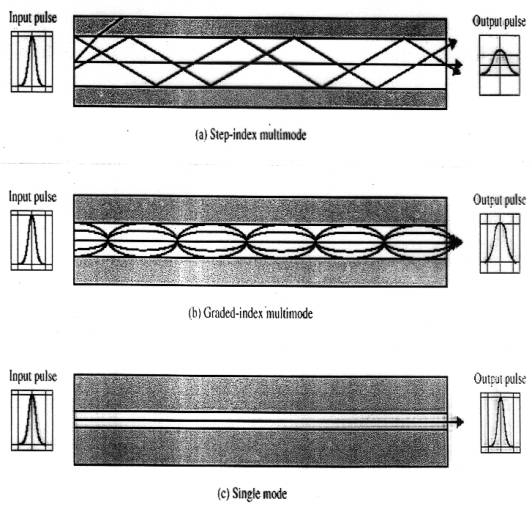 Input pulse
Output pulse
(a) Step-index multimode
Input pulse
Output pulse
(b) Graded-index multimode
Input pulse
Output pulse
(c) Single mode